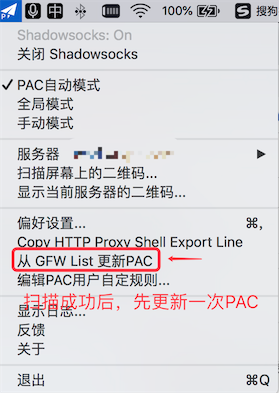 中 100% 搜狗
Shadowsocks: On
关闭 Shadowsocks
✓ PAC自动模式
全局模式
手动模式
服务器
扫描屏幕上的二维码...
显示当前服务器的二维码...
偏好设置... ⌘,
Copy HTTP Proxy Shell Export Line
从 GFW List 更新PAC
编辑PAC用户自定规则...
扫描成功后，先更新一次PAC
显示日志...
反馈
关于
退出 ⌘Q